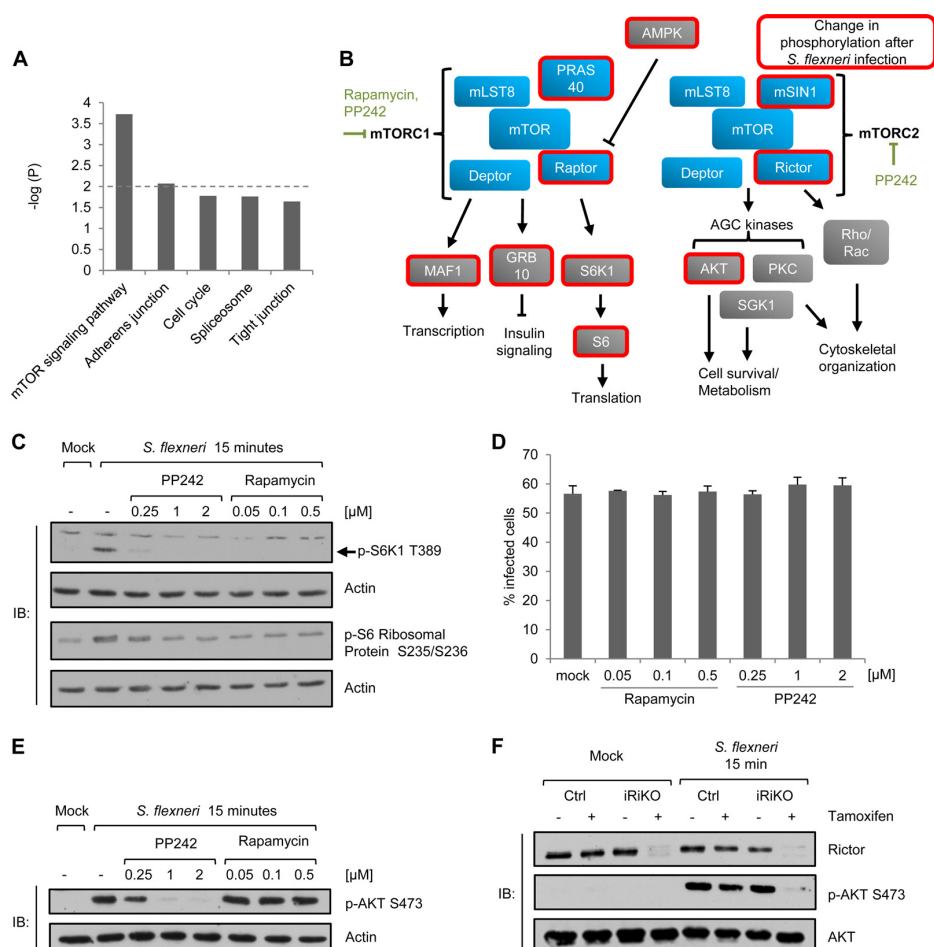 A
-log (P)
4
3.5
3
2.5
2
1.5
1
0.5
0
mTOR signaling pathway
Adherens junction
Cell cycle
Spliceosome
Tight junction
B
Change in
phosphorylation after
S. flexneri infection
AMPK
Rapamycin,
PP242
mTORC1
mLST8
PRAS
40
mTOR
Deptor
Raptor
MAF1
GRB
10
S6K1
S6
Transcription
Insulin
signaling
Translation
mLST8
mSIN1
mTOR
Deptor
Rictor
mTORC2
PP242
AGC kinases
AKT
PKC
SGK1
Rho/
Rac
Cell survival/
Metabolism
Cytoskeletal
organization
C
Mock
S. flexneri 15 minutes
PP242
Rapamycin
- - 0.25 1 2 0.05 0.1 0.5 [µM]
IB:
p-S6K1 T389
Actin
p-S6 Ribosomal
Protein S235/S236
Actin
D
% infected cells
70
60
50
40
30
20
10
0
mock 0.05 0.1 0.5 0.25 1 2 [µM]
Rapamycin
PP242
E
Mock
S. flexneri 15 minutes
PP242
Rapamycin
- - 0.25 1 2 0.05 0.1 0.5 [µM]
IB:
p-AKT S473
Actin
F
Mock
S. flexneri
15 min
Ctrl iRiKO Ctrl iRiKO
- + - + - + - + Tamoxifen
IB:
Rictor
p-AKT S473
AKT